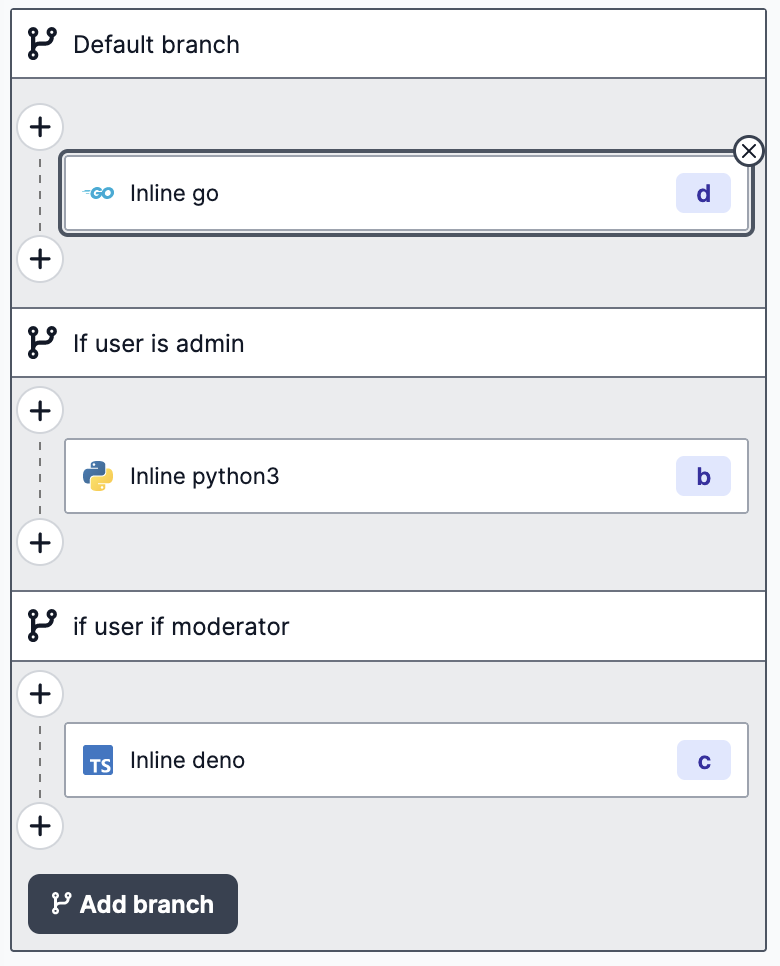 Default branch
GO Inline go d
If user is admin
Inline python3 b
if user if moderator
TS Inline deno c
Add branch